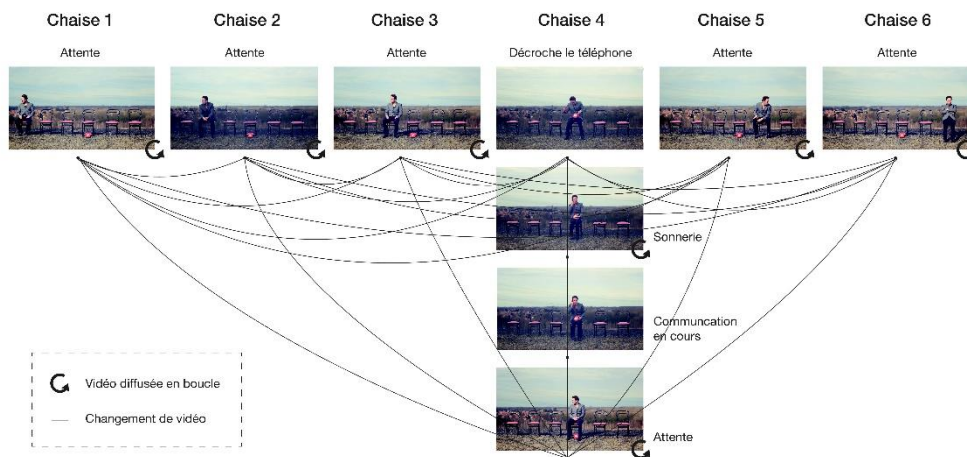 Chaise 1
Chaise 2
Chaise 3
Chaise 4
Chaise 5
Chaise 6
Attente
Attente
Attente
Décroche le téléphone
Attente
Attente
Sonnerie
Communcation
en cours
Attente
Vidéo diffusée en boucle
Changement de vidéo